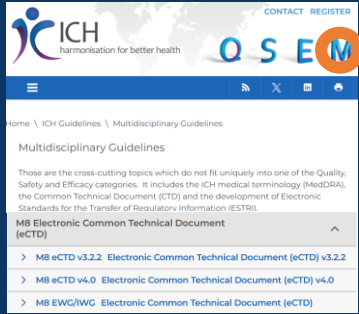 CONTACT REGISTER
ICH
harmonisation for better health
Q S E M
Home \ ICH Guidelines \ Multidisciplinary Guidelines
Multidisciplinary Guidelines
Those are the cross-cutting topics which do not fit uniquely into one of the Quality,
Safety and Efficacy categories. It includes the ICH medical terminology (MedDRA),
the Common Technical Document (CTD) and the development of Electronic
Standards for the Transfer of Regulatory Information (ESTRI).
M8 Electronic Common Technical Document
(eCTD)
M8 eCTD v3.2.2 Electronic Common Technical Document (eCTD) v3.2.2
M8 eCTD v4.0 Electronic Common Technical Document (eCTD) v4.0
M8 EWG/IWG Electronic Common Technical Document (eCTD)